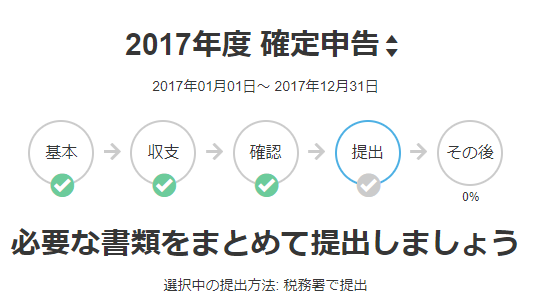 2017年度 確定申告
2017年01月01日〜 2017年12月31日
基本 収支 確認 提出 その後
0%
必要な書類をまとめて提出しましょう
選択中の提出方法: 税務署で提出